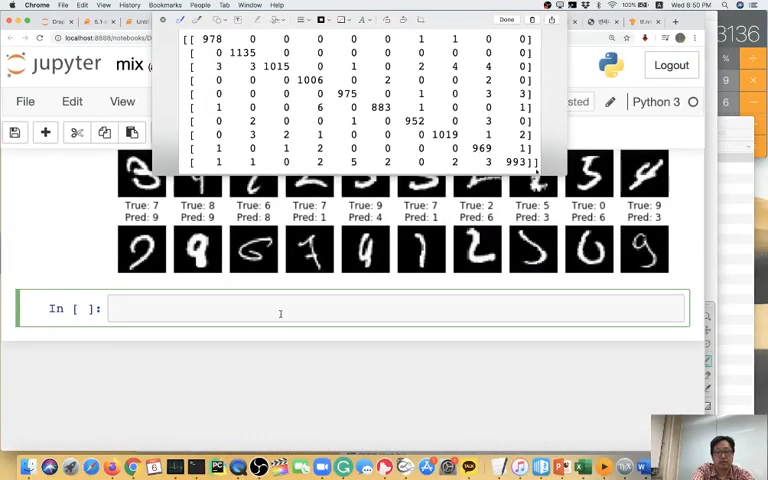 Chrome File Edit View History Bookmarks People Tab Window Help 100% Wed 8:50 PM
Done
localhost:8888/notebooks/
3136
[[ 978 0 0 0 0 0 1 1 0 0]
[ 0 1135 0 0 0 0 0 0 0 0]
[ 3 3 1015 0 1 0 2 4 4 0]
[ 0 0 0 1006 0 2 0 0 2 0]
[ 0 0 0 0 975 0 1 0 3 3]
[ 1 0 0 6 0 883 1 0 0 1]
[ 0 2 0 0 1 0 952 0 3 0]
[ 0 3 2 1 0 0 0 1019 1 2]
[ 1 0 1 2 0 0 0 0 969 1]
[ 1 1 0 2 5 2 0 2 3 993]]
jupyter mix Logout
File Edit Python 3
True: 7 True: 8 True: 6 True: 7 True: 9 True: 7 True: 2 True: 5 True: 0 True: 9
Pred: 9 Pred: 9 Pred: 8 Pred: 1 Pred: 4 Pred: 1 Pred: 6 Pred: 3 Pred: 6 Pred: 3
In [ ]: